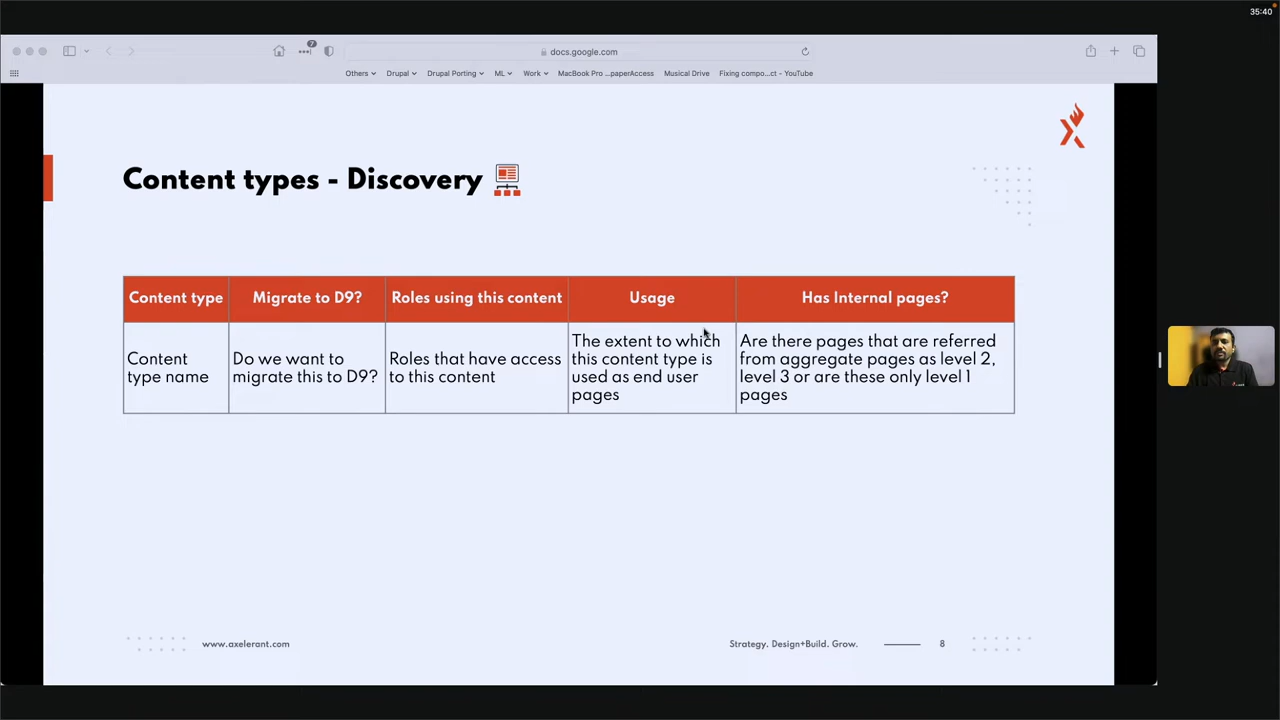 35:40
7
docs.google.com
Others Drupal Drupal Porting ML Work MacBook Pro ...paperAccess Musical Drive Fixing compo...ct - YouTube
Content types - Discovery
Content type Migrate to D9? Roles using this content Usage Has Internal pages?
Content
type name
Do we want to
migrate this to D9?
Roles that have access
to this content
The extent to which
this content type is
used as end user
pages
Are there pages that are referred
from aggregate pages as level 2,
level 3 or are these only level 1
pages
www.axelerant.com
Strategy. Design+Build. Grow. 8